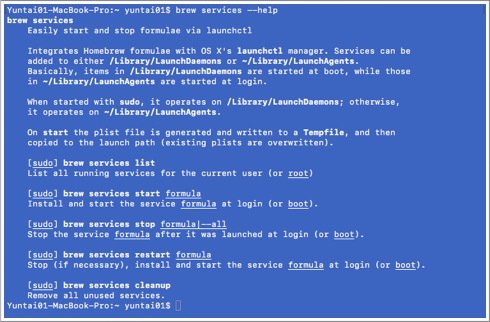 Yuntai01-MacBook-Pro:~ yuntai01$ brew services --help
brew services
Easily start and stop formulae via launchctl
Integrates Homebrew formulae with OS X's launchctl manager. Services can be
added to either /Library/LaunchDaemons or ~/Library/LaunchAgents.
Basically, items in /Library/LaunchDaemons are started at boot, while those
in ~/Library/LaunchAgents are started at login.
When started with sudo, it operates on /Library/LaunchDaemons; otherwise,
it operates on ~/Library/LaunchAgents.
On start the plist file is generated and written to a Tempfile, and then
copied to the launch path (existing plists are overwritten).
[sudo] brew services list
List all running services for the current user (or root)
[sudo] brew services start formula
Install and start the service formula at login (or boot).
[sudo] brew services stop formula|--all
Stop the service formula after it was launched at login (or boot).
[sudo] brew services restart formula
Stop (if necessary), install and start the service formula at login (or boot).
[sudo] brew services cleanup
Remove all unused services.
Yuntai01-MacBook-Pro:~ yuntai01$